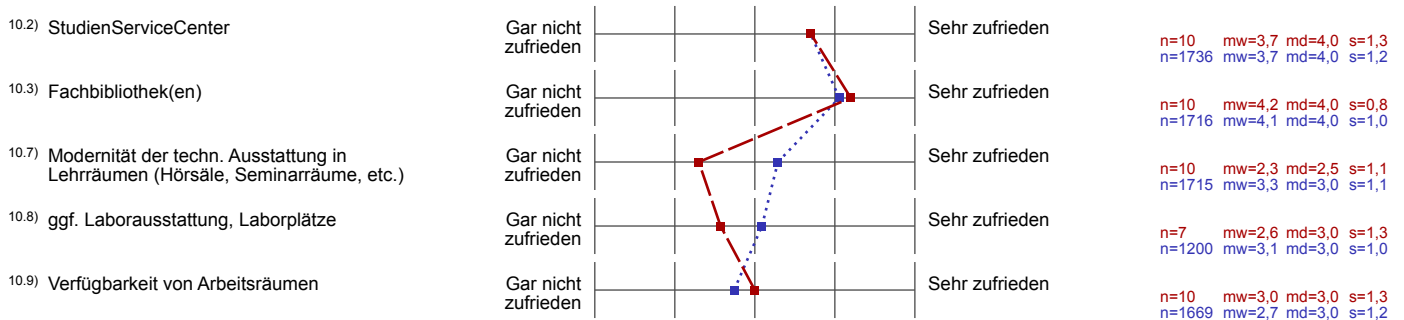 10.2) StudienServiceCenter
Gar nicht
zufrieden
Sehr zufrieden
n=10 mw=3,7 md=4,0 s=1,3
n=1736 mw=3,7 md=4,0 s=1,2
10.3) Fachbibliothek(en)
Gar nicht
zufrieden
Sehr zufrieden
n=10 mw=4,2 md=4,0 s=0,8
n=1716 mw=4,1 md=4,0 s=1,0
10.7) Modernität der techn. Ausstattung in
Lehrräumen (Hörsäle, Seminarräume, etc.)
Gar nicht
zufrieden
Sehr zufrieden
n=10 mw=2,3 md=2,5 s=1,1
n=1715 mw=3,3 md=3,0 s=1,1
10.8) ggf. Laborausstattung, Laborplätze
Gar nicht
zufrieden
Sehr zufrieden
n=7 mw=2,6 md=3,0 s=1,3
n=1200 mw=3,1 md=3,0 s=1,0
10.9) Verfügbarkeit von Arbeitsräumen
Gar nicht
zufrieden
Sehr zufrieden
n=10 mw=3,0 md=3,0 s=1,3
n=1669 mw=2,7 md=3,0 s=1,2